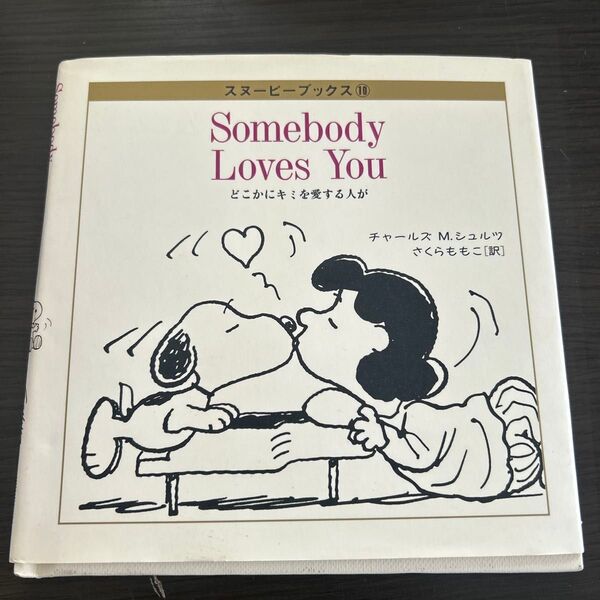 スヌーピーブックス⑩
Somebody
Loves You
どこかにキミを愛する人が
チャールズ M.シュルツ
さくらももこ[訳]
Somebody